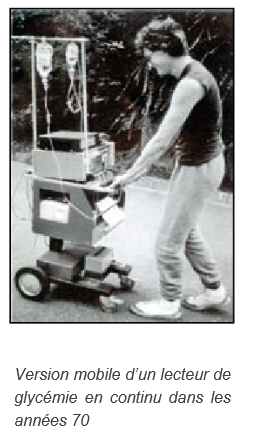 Version mobile d’un lecteur de
glycémie en continu dans les
années 70